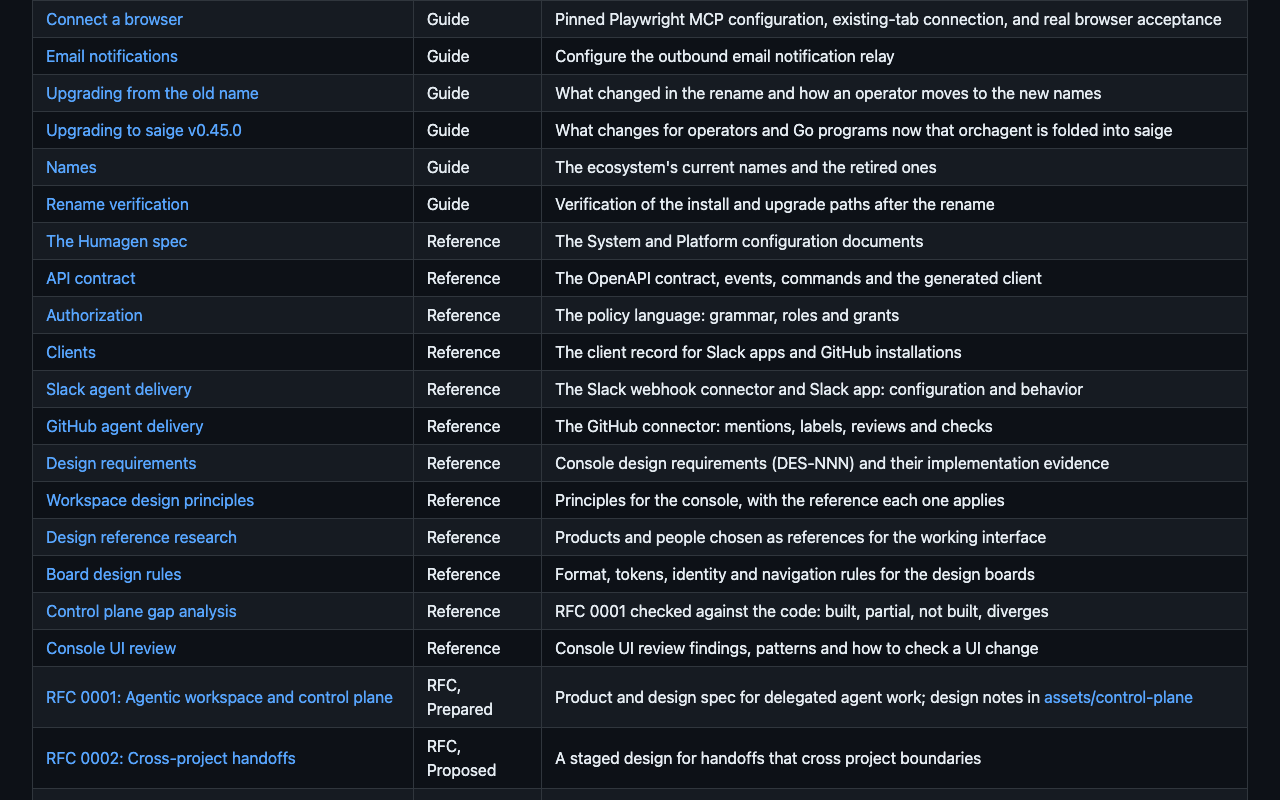 Connect a browser Guide Pinned Playwright MCP configuration, existing-tab connection, and real browser acceptance
Email notifications Guide Configure the outbound email notification relay
Upgrading from the old name Guide What changed in the rename and how an operator moves to the new names
Upgrading to saige v0.45.0 Guide What changes for operators and Go programs now that orchagent is folded into saige
Names Guide The ecosystem's current names and the retired ones
Rename verification Guide Verification of the install and upgrade paths after the rename
The Humagen spec Reference The System and Platform configuration documents
API contract Reference The OpenAPI contract, events, commands and the generated client
Authorization Reference The policy language: grammar, roles and grants
Clients Reference The client record for Slack apps and GitHub installations
Slack agent delivery Reference The Slack webhook connector and Slack app: configuration and behavior
GitHub agent delivery Reference The GitHub connector: mentions, labels, reviews and checks
Design requirements Reference Console design requirements (DES-NNN) and their implementation evidence
Workspace design principles Reference Principles for the console, with the reference each one applies
Design reference research Reference Products and people chosen as references for the working interface
Board design rules Reference Format, tokens, identity and navigation rules for the design boards
Control plane gap analysis Reference RFC 0001 checked against the code: built, partial, not built, diverges
Console UI review Reference Console UI review findings, patterns and how to check a UI change
RFC 0001: Agentic workspace and control plane RFC, Prepared Product and design spec for delegated agent work; design notes in assets/control-plane
RFC 0002: Cross-project handoffs RFC, Proposed A staged design for handoffs that cross project boundaries